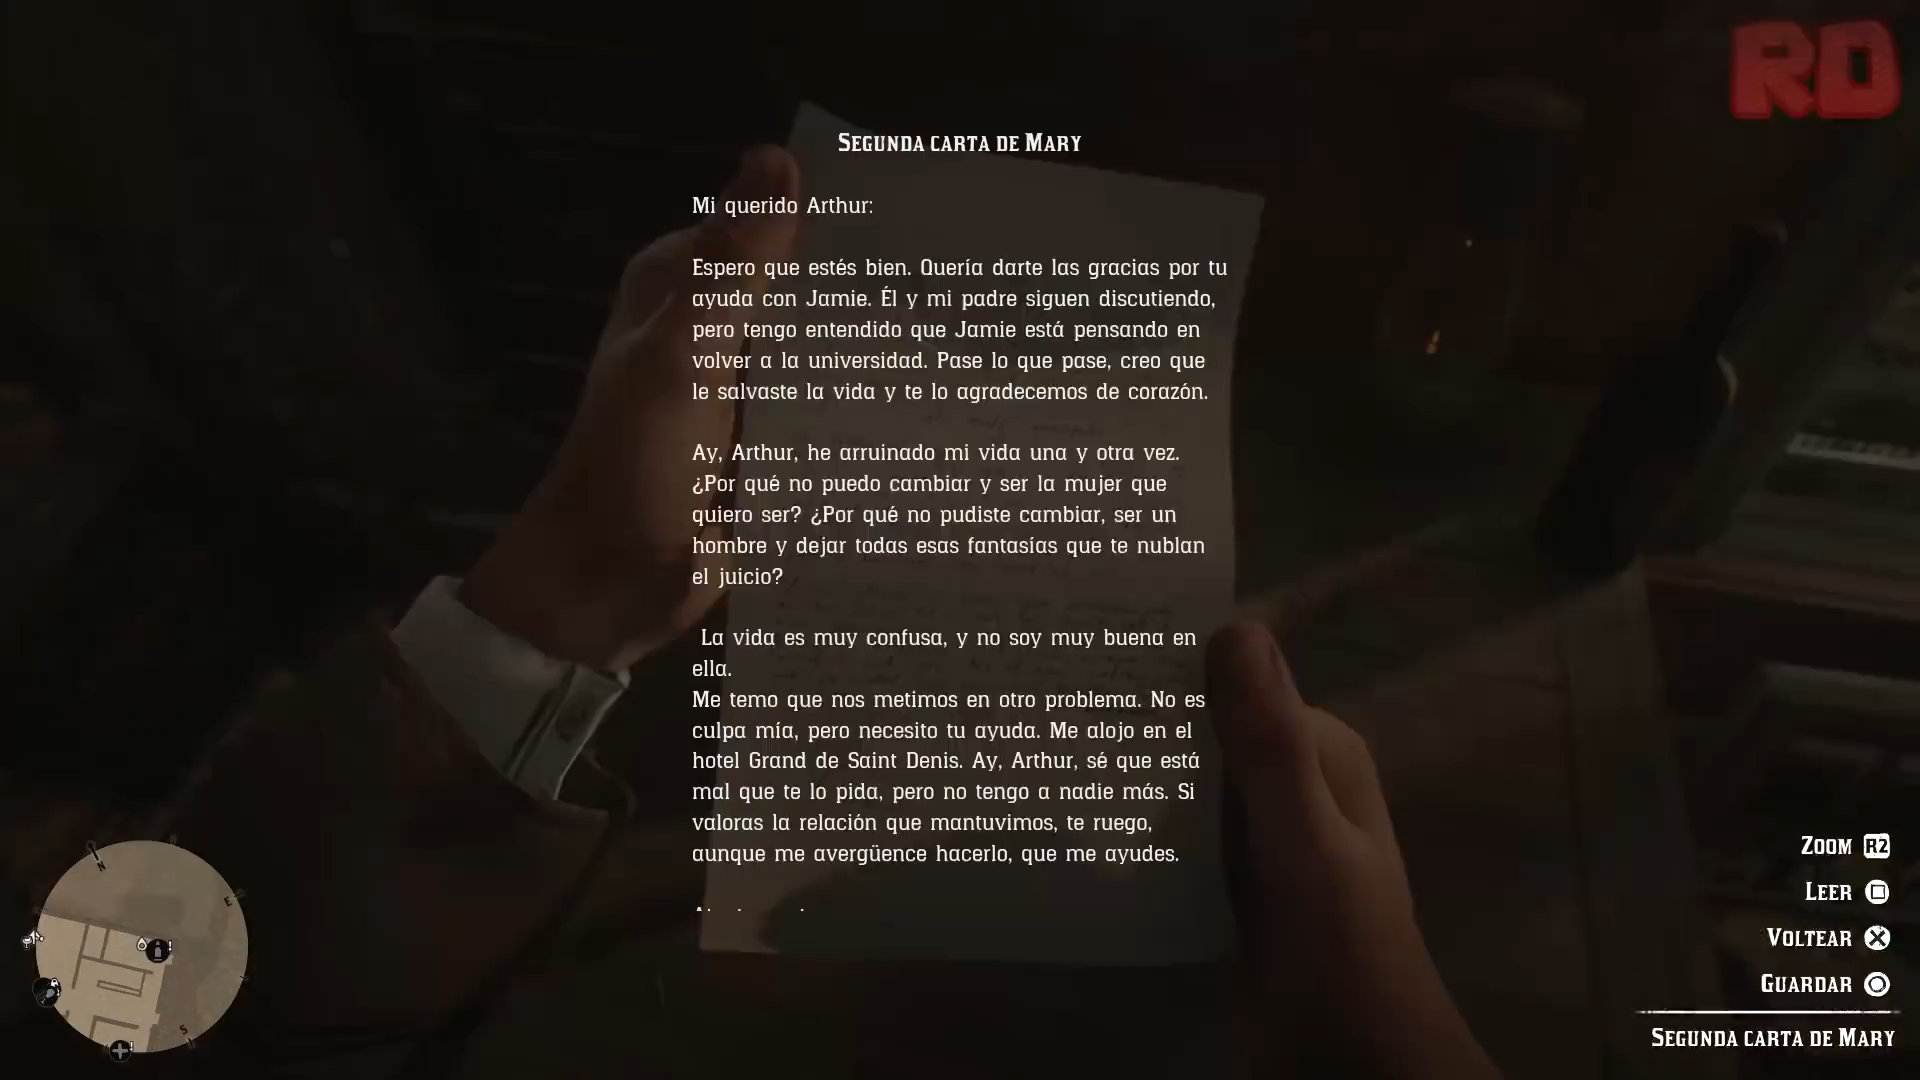 RD
Segunda carta de Mary
Mi querido Arthur:
Espero que estés bien. Quería darte las gracias por tu
ayuda con Jamie. Él y mi padre siguen discutiendo,
pero tengo entendido que Jamie está pensando en
volver a la universidad. Pase lo que pase, creo que
le salvaste la vida y te lo agradecemos de corazón.
Ay, Arthur, he arruinado mi vida una y otra vez.
¿Por qué no puedo cambiar y ser la mujer que
quiero ser? ¿Por qué no pudiste cambiar, ser un
hombre y dejar todas esas fantasías que te nublan
el juicio?
La vida es muy confusa, y no soy muy buena en
ella.
Me temo que nos metimos en otro problema. No es
culpa mía, pero necesito tu ayuda. Me alojo en el
hotel Grand de Saint Denis. Ay, Arthur, sé que está
mal que te lo pida, pero no tengo a nadie más. Si
valoras la relación que mantuvimos, te ruego,
aunque me avergüence hacerlo, que me ayudes.
Zoom R2
Leer
Voltear
Guardar
Segunda carta de Mary
N
E
S